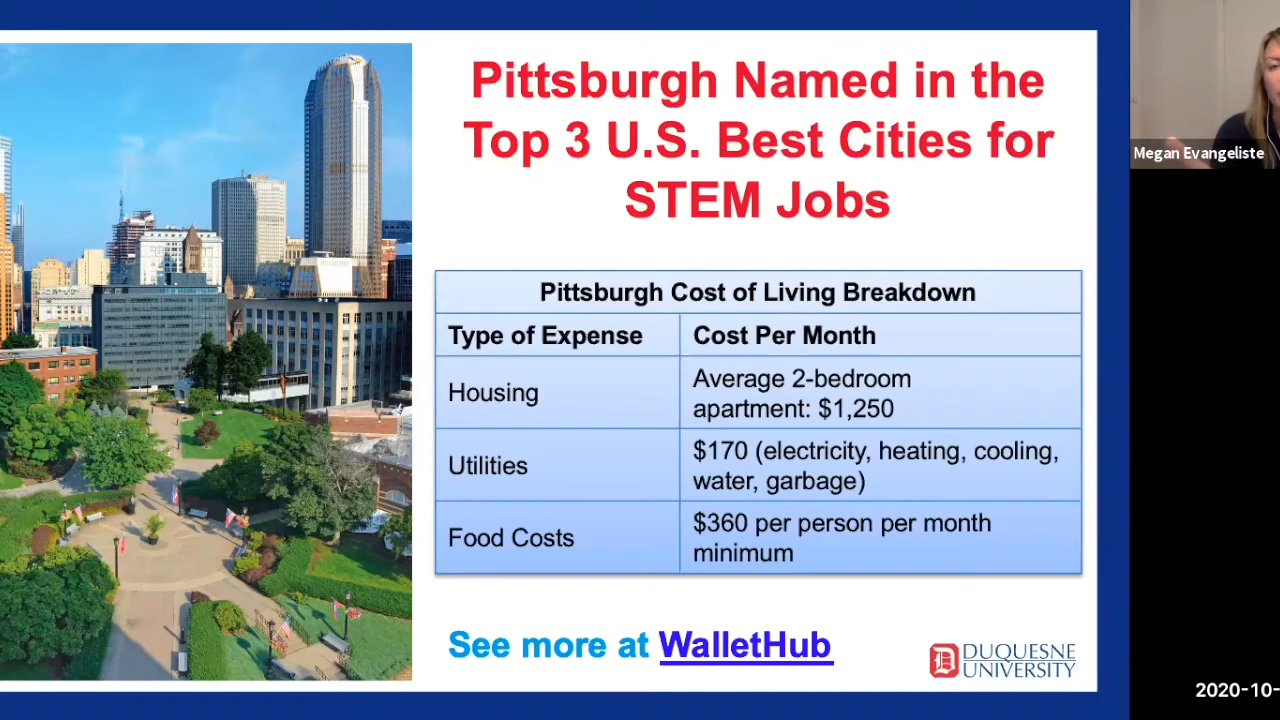 Pittsburgh Named in the
Top 3 U.S. Best Cities for
STEM Jobs
Pittsburgh Cost of Living Breakdown
Type of Expense
Cost Per Month
Housing
Average 2-bedroom
apartment: $1,250
Utilities
$170 (electricity, heating, cooling,
water, garbage)
Food Costs
$360 per person per month
minimum
See more at WalletHub
DUQUESNE
UNIVERSITY
Megan Evangeliste
2020-10-